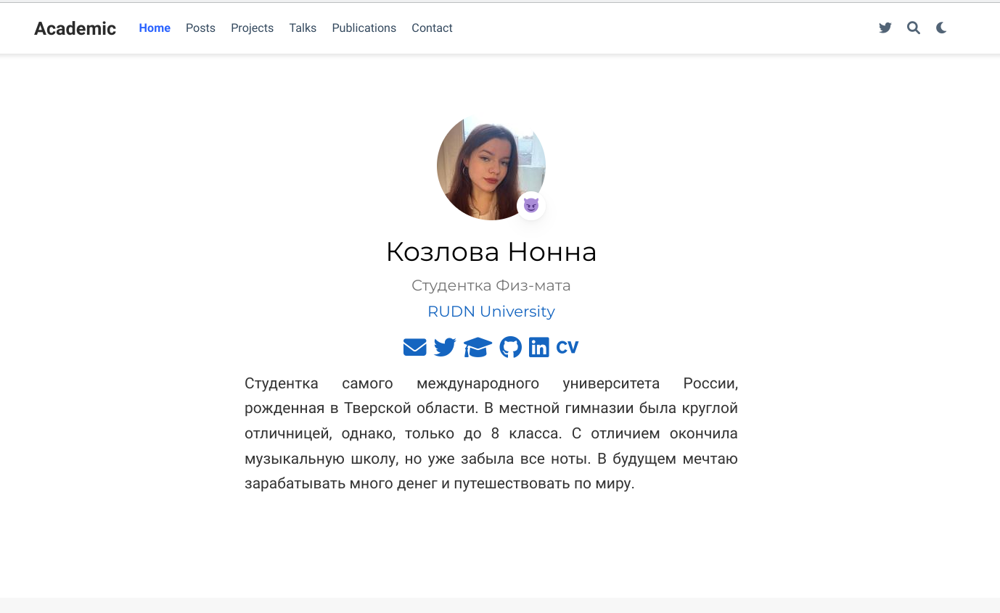 Academic Home Posts Projects Talks Publications Contact
Козлова Нонна
Студентка Физ-мата
RUDN University
CV
Студентка самого международного университета России,
рожденная в Тверской области. В местной гимназии была круглой
отличницей, однако, только до 8 класса. С отличием окончила
музыкальную школу, но уже забыла все ноты. В будущем мечтаю
зарабатывать много денег и путешествовать по миру.